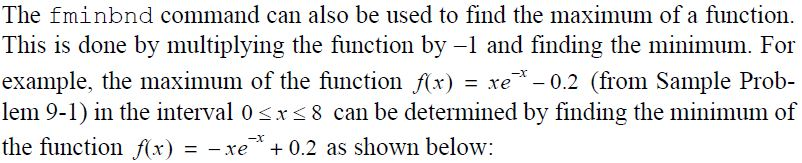 The fminbnd command can also be used to find the maximum of a function.
This is done by multiplying the function by –1 and finding the minimum. For
example, the maximum of the function f(x) = xe⁻ˣ – 0.2 (from Sample Prob-
lem 9-1) in the interval 0 ≤ x ≤ 8 can be determined by finding the minimum of
the function f(x) = – xe⁻ˣ + 0.2 as shown below: